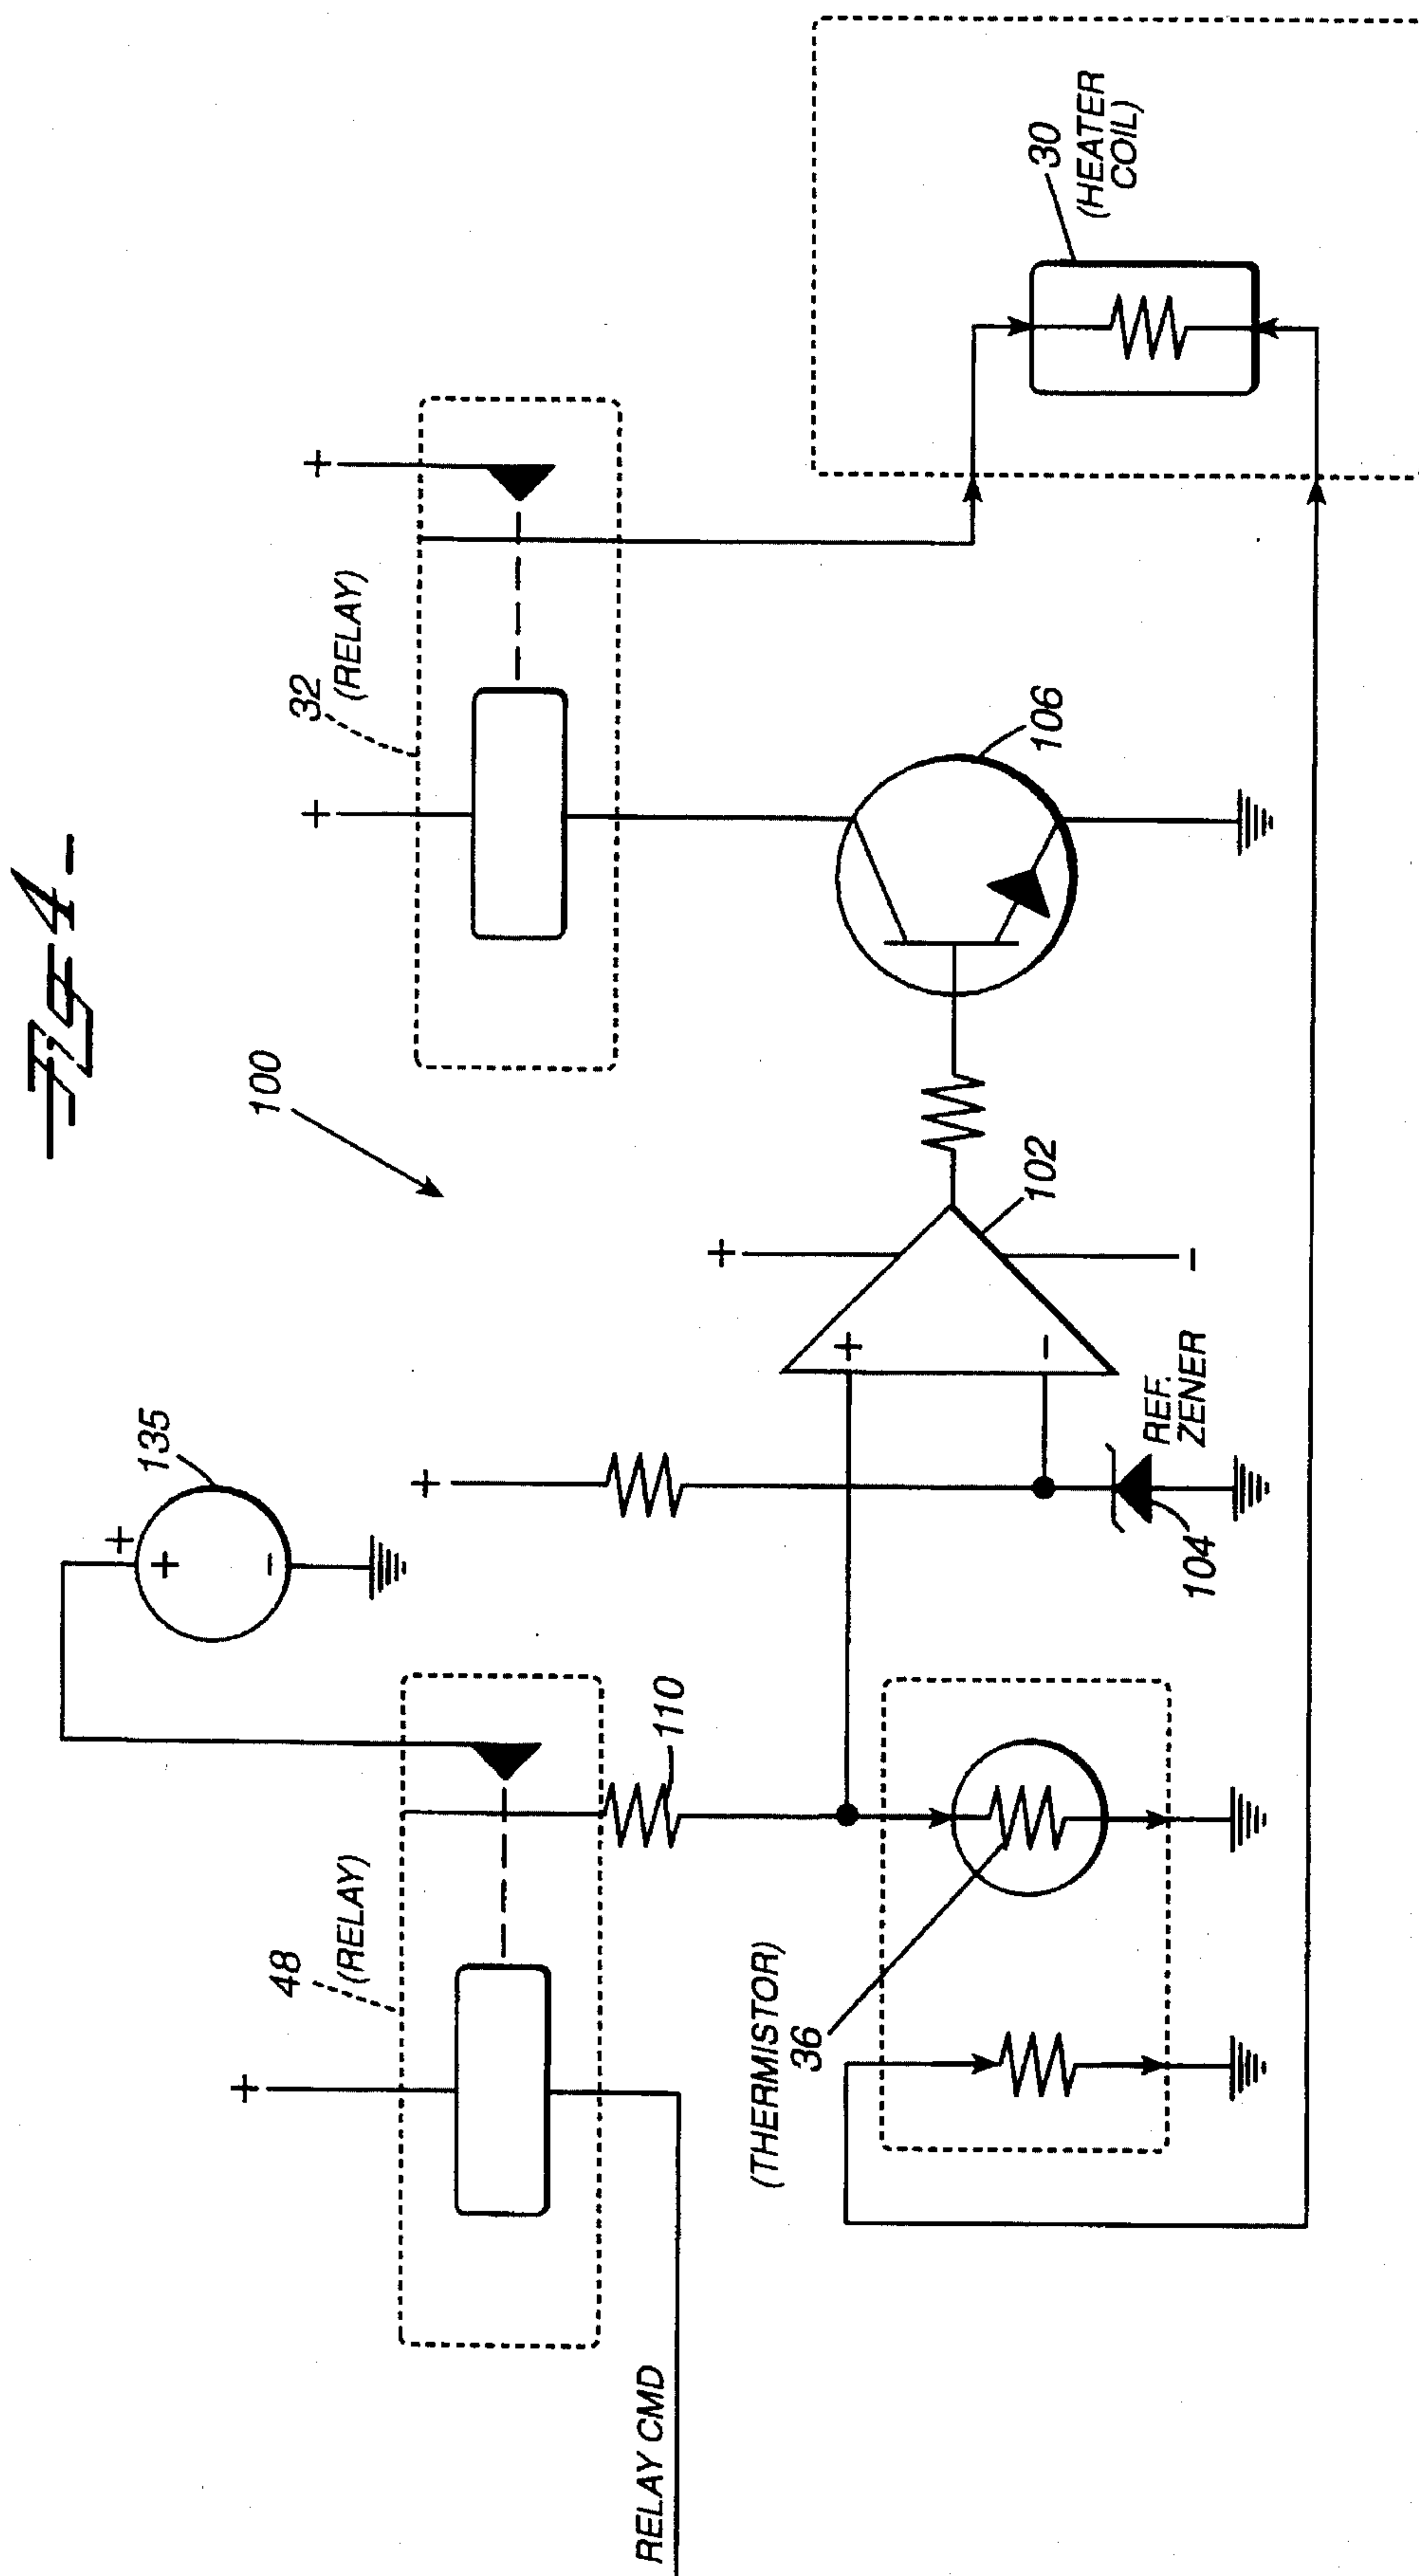 Fig-4-
100
135
+
+
-
48
(RELAY)
+
RELAY CMD
110
+
(THERMISTOR)
36
+
-
+
-
102
REF.
ZENER
104
32
(RELAY)
+
+
106
30
(HEATER
COIL)